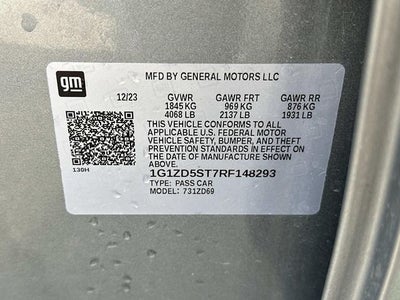 gm
MFD BY GENERAL MOTORS LLC
12/23 GVWR GAWR FRT GAWR RR
1845 KG 969 KG 876 KG
4068 LB 2137 LB 1931 LB
THIS VEHICLE CONFORMS TO ALL
APPLICABLE U.S. FEDERAL MOTOR
VEHICLE SAFETY, BUMPER, AND THEFT
PREVENTION STANDARDS IN EFFECT ON
THE DATE OF MANUFACTURE SHOWN
ABOVE.
130H
1G1ZD5ST7RF148293
TYPE: PASS CAR
MODEL: 731ZD69